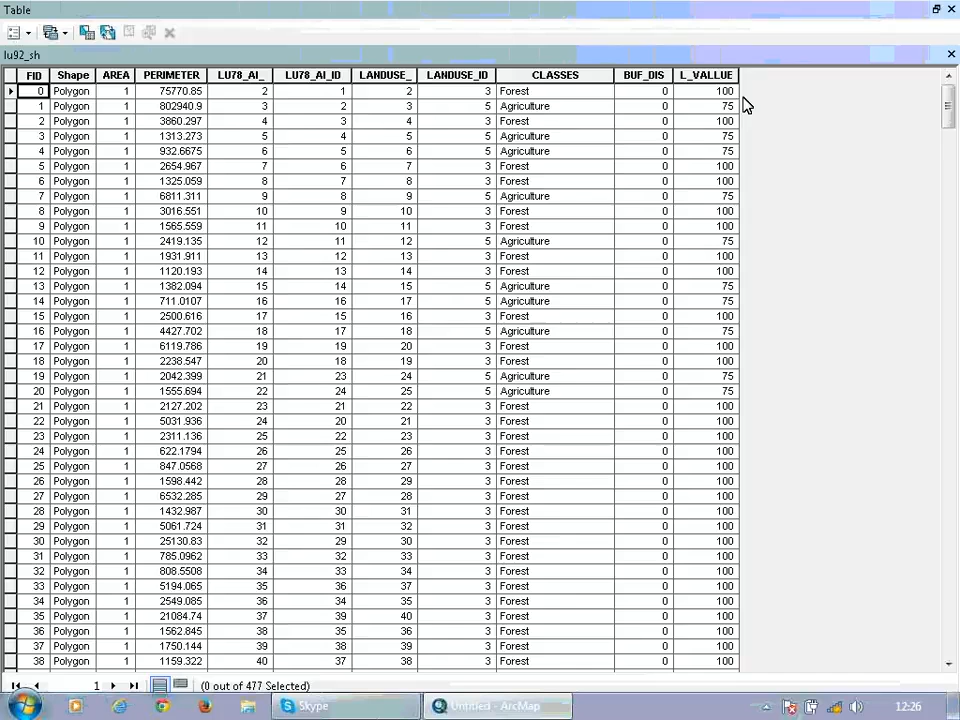 Table
lu92_sh
FID Shape AREA PERIMETER LU78_AI_ LU78_AI_ID LANDUSE_ LANDUSE_ID CLASSES BUF_DIS L_VALLUE
0 Polygon 1 75770.85 2 1 2 3 Forest 0 100
1 Polygon 1 802940.9 3 2 3 5 Agriculture 0 75
2 Polygon 1 3860.297 4 3 4 3 Forest 0 100
3 Polygon 1 1313.273 5 4 5 5 Agriculture 0 75
4 Polygon 1 932.6675 6 5 6 5 Agriculture 0 75
5 Polygon 1 2654.967 7 6 7 3 Forest 0 100
6 Polygon 1 1325.059 8 7 8 3 Forest 0 100
7 Polygon 1 6811.311 9 8 9 5 Agriculture 0 75
8 Polygon 1 3016.551 10 9 10 3 Forest 0 100
9 Polygon 1 1565.559 11 10 11 3 Forest 0 100
10 Polygon 1 2419.135 12 11 12 5 Agriculture 0 75
11 Polygon 1 1931.911 13 12 13 3 Forest 0 100
12 Polygon 1 1120.193 14 13 14 3 Forest 0 100
13 Polygon 1 1382.094 15 14 15 5 Agriculture 0 75
14 Polygon 1 711.0107 16 16 17 5 Agriculture 0 75
15 Polygon 1 2500.616 17 15 16 3 Forest 0 100
16 Polygon 1 4427.702 18 17 18 5 Agriculture 0 75
17 Polygon 1 6119.786 19 19 20 3 Forest 0 100
18 Polygon 1 2238.547 20 18 19 3 Forest 0 100
19 Polygon 1 2042.399 21 23 24 5 Agriculture 0 75
20 Polygon 1 1555.694 22 24 25 5 Agriculture 0 75
21 Polygon 1 2127.202 23 21 22 3 Forest 0 100
22 Polygon 1 5031.936 24 20 21 3 Forest 0 100
23 Polygon 1 2311.136 25 22 23 3 Forest 0 100
24 Polygon 1 622.1794 26 25 26 3 Forest 0 100
25 Polygon 1 847.0568 27 26 27 3 Forest 0 100
26 Polygon 1 1598.442 28 28 29 3 Forest 0 100
27 Polygon 1 6532.285 29 27 28 3 Forest 0 100
28 Polygon 1 1432.987 30 30 31 3 Forest 0 100
29 Polygon 1 5061.724 31 31 32 3 Forest 0 100
30 Polygon 1 25130.83 32 29 30 3 Forest 0 100
31 Polygon 1 785.0962 33 32 33 3 Forest 0 100
32 Polygon 1 808.5508 34 33 34 3 Forest 0 100
33 Polygon 1 5194.065 35 36 37 3 Forest 0 100
34 Polygon 1 2549.085 36 34 35 3 Forest 0 100
35 Polygon 1 21084.74 37 39 40 3 Forest 0 100
36 Polygon 1 1562.845 38 35 36 3 Forest 0 100
37 Polygon 1 1750.144 39 38 39 3 Forest 0 100
38 Polygon 1 1159.322 40 37 38 3 Forest 0 100
1 (0 out of 477 Selected)
Skype Untitled - ArcMap 12:26